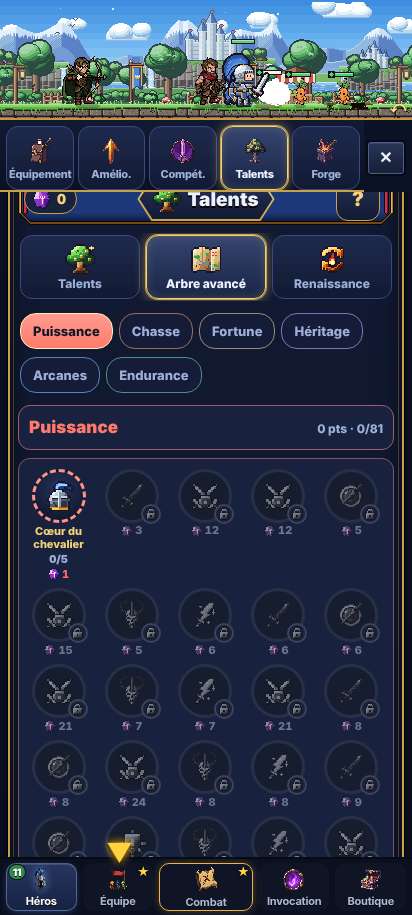 Équipement Amélio. Compét. Talents Forge ×
0 Talents ?
Talents Arbre avancé Renaissance
Puissance Chasse Fortune Héritage
Arcanes Endurance
Puissance 0 pts · 0/81
Cœur du
chevalier
0/5
1 3 12 12 5
15 5 6 6 6
21 7 7 21 8
8 24 8 8 9
11
Héros Équipe Combat Invocation Boutique